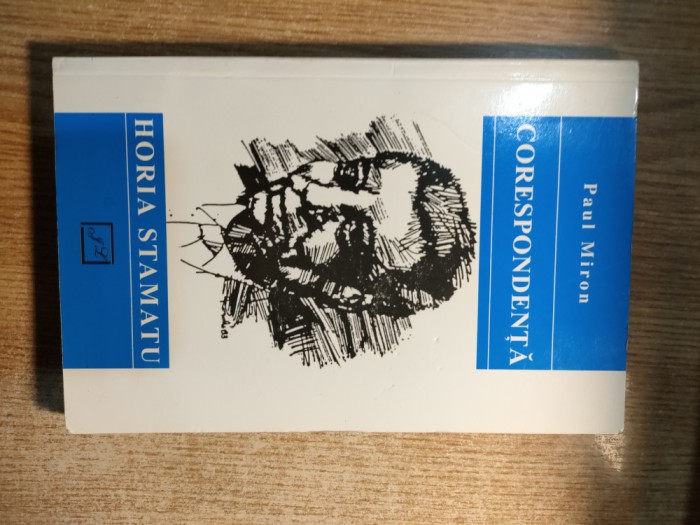 Paul Miron
CORESPONDENȚĂ
HORIA STAMATU